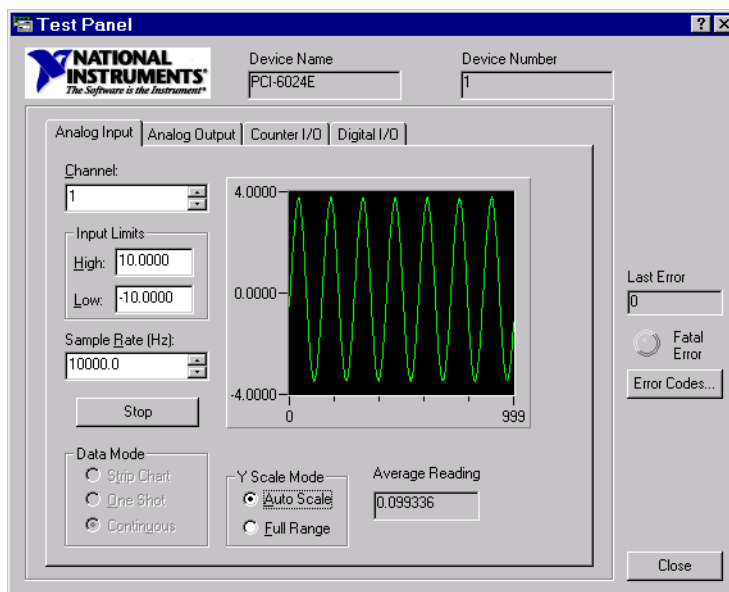 Test Panel
NATIONAL
INSTRUMENTS®
The Software is the Instrument®
Device Name
PCI-6024E
Device Number
1
Analog Input
Analog Output
Counter I/O
Digital I/O
Channel:
1
Input Limits
High: 10.0000
Low: -10.0000
Sample Rate (Hz):
10000.0
Stop
4.0000
0.0000
-4.0000
0 999
Data Mode
Strip Chart
One Shot
Continuous
Y Scale Mode
Auto Scale
Full Range
Average Reading
0.099336
Last Error
0
Fatal
Error
Error Codes...
Close